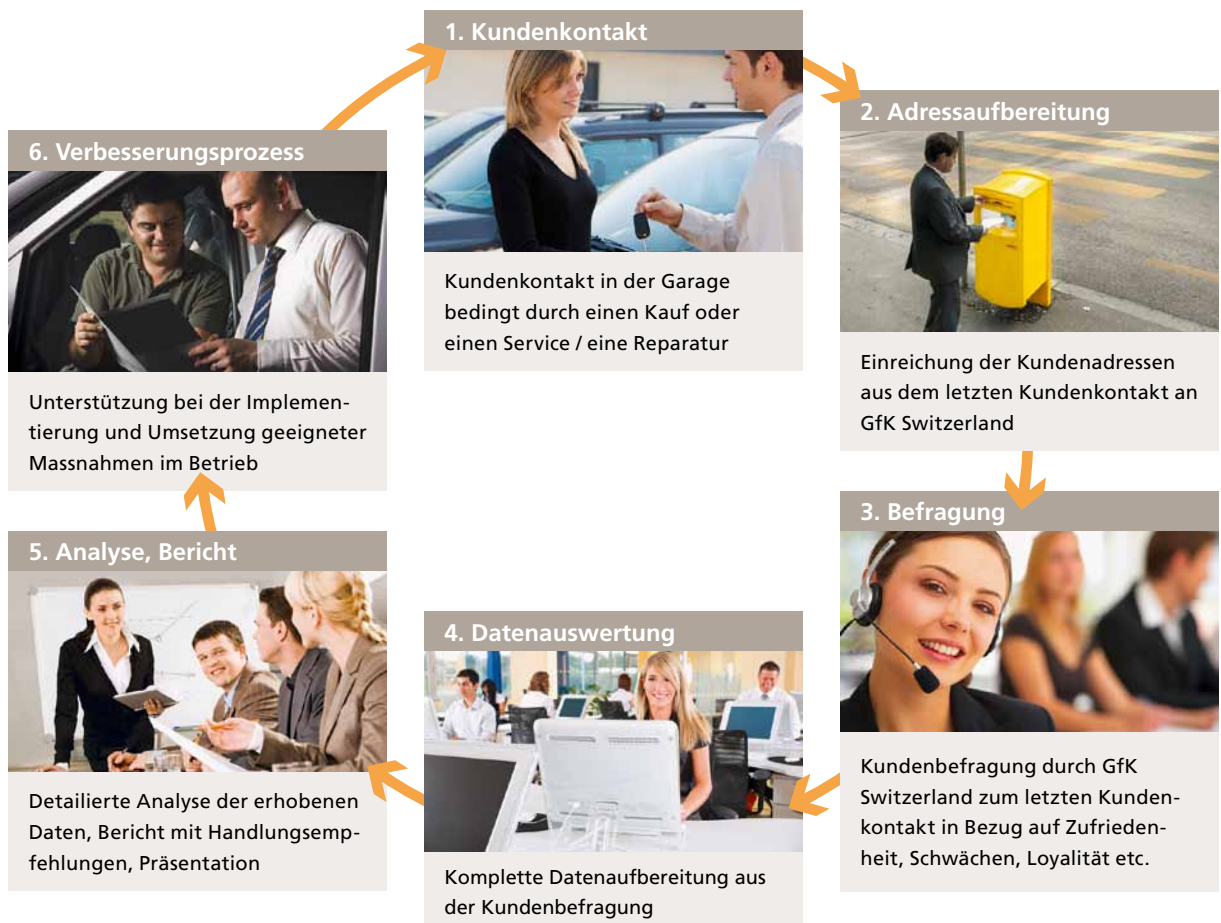 1. Kundenkontakt
Kundenkontakt in der Garage
bedingt durch einen Kauf oder
einen Service / eine Reparatur
2. Adressaufbereitung
Einreichung der Kundenadressen
aus dem letzten Kundenkontakt an
GfK Switzerland
3. Befragung
Kundenbefragung durch GfK
Switzerland zum letzten Kunden-
kontakt in Bezug auf Zufrieden-
heit, Schwächen, Loyalität etc.
4. Datenauswertung
Komplette Datenaufbereitung aus
der Kundenbefragung
5. Analyse, Bericht
Detailierte Analyse der erhobenen
Daten, Bericht mit Handlungsemp-
fehlungen, Präsentation
6. Verbesserungsprozess
Unterstützung bei der Implemen-
tierung und Umsetzung geeigneter
Massnahmen im Betrieb